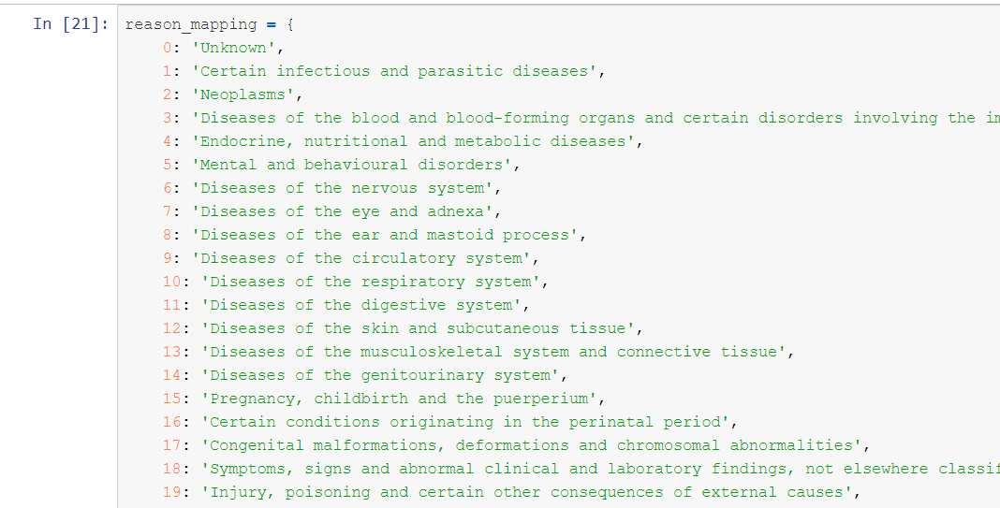 In [21]: reason_mapping = {
0: 'Unknown',
1: 'Certain infectious and parasitic diseases',
2: 'Neoplasms',
3: 'Diseases of the blood and blood-forming organs and certain disorders involving the
4: 'Endocrine, nutritional and metabolic diseases',
5: 'Mental and behavioural disorders',
6: 'Diseases of the nervous system',
7: 'Diseases of the eye and adnexa',
8: 'Diseases of the ear and mastoid process',
9: 'Diseases of the circulatory system',
10: 'Diseases of the respiratory system',
11: 'Diseases of the digestive system',
12: 'Diseases of the skin and subcutaneous tissue',
13: 'Diseases of the musculoskeletal system and connective tissue',
14: 'Diseases of the genitourinary system',
15: 'Pregnancy, childbirth and the puerperium',
16: 'Certain conditions originating in the perinatal period',
17: 'Congenital malformations, deformations and chromosomal abnormalities',
18: 'Symptoms, signs and abnormal clinical and laboratory findings, not elsewhere
19: 'Injury, poisoning and certain other consequences of external causes',